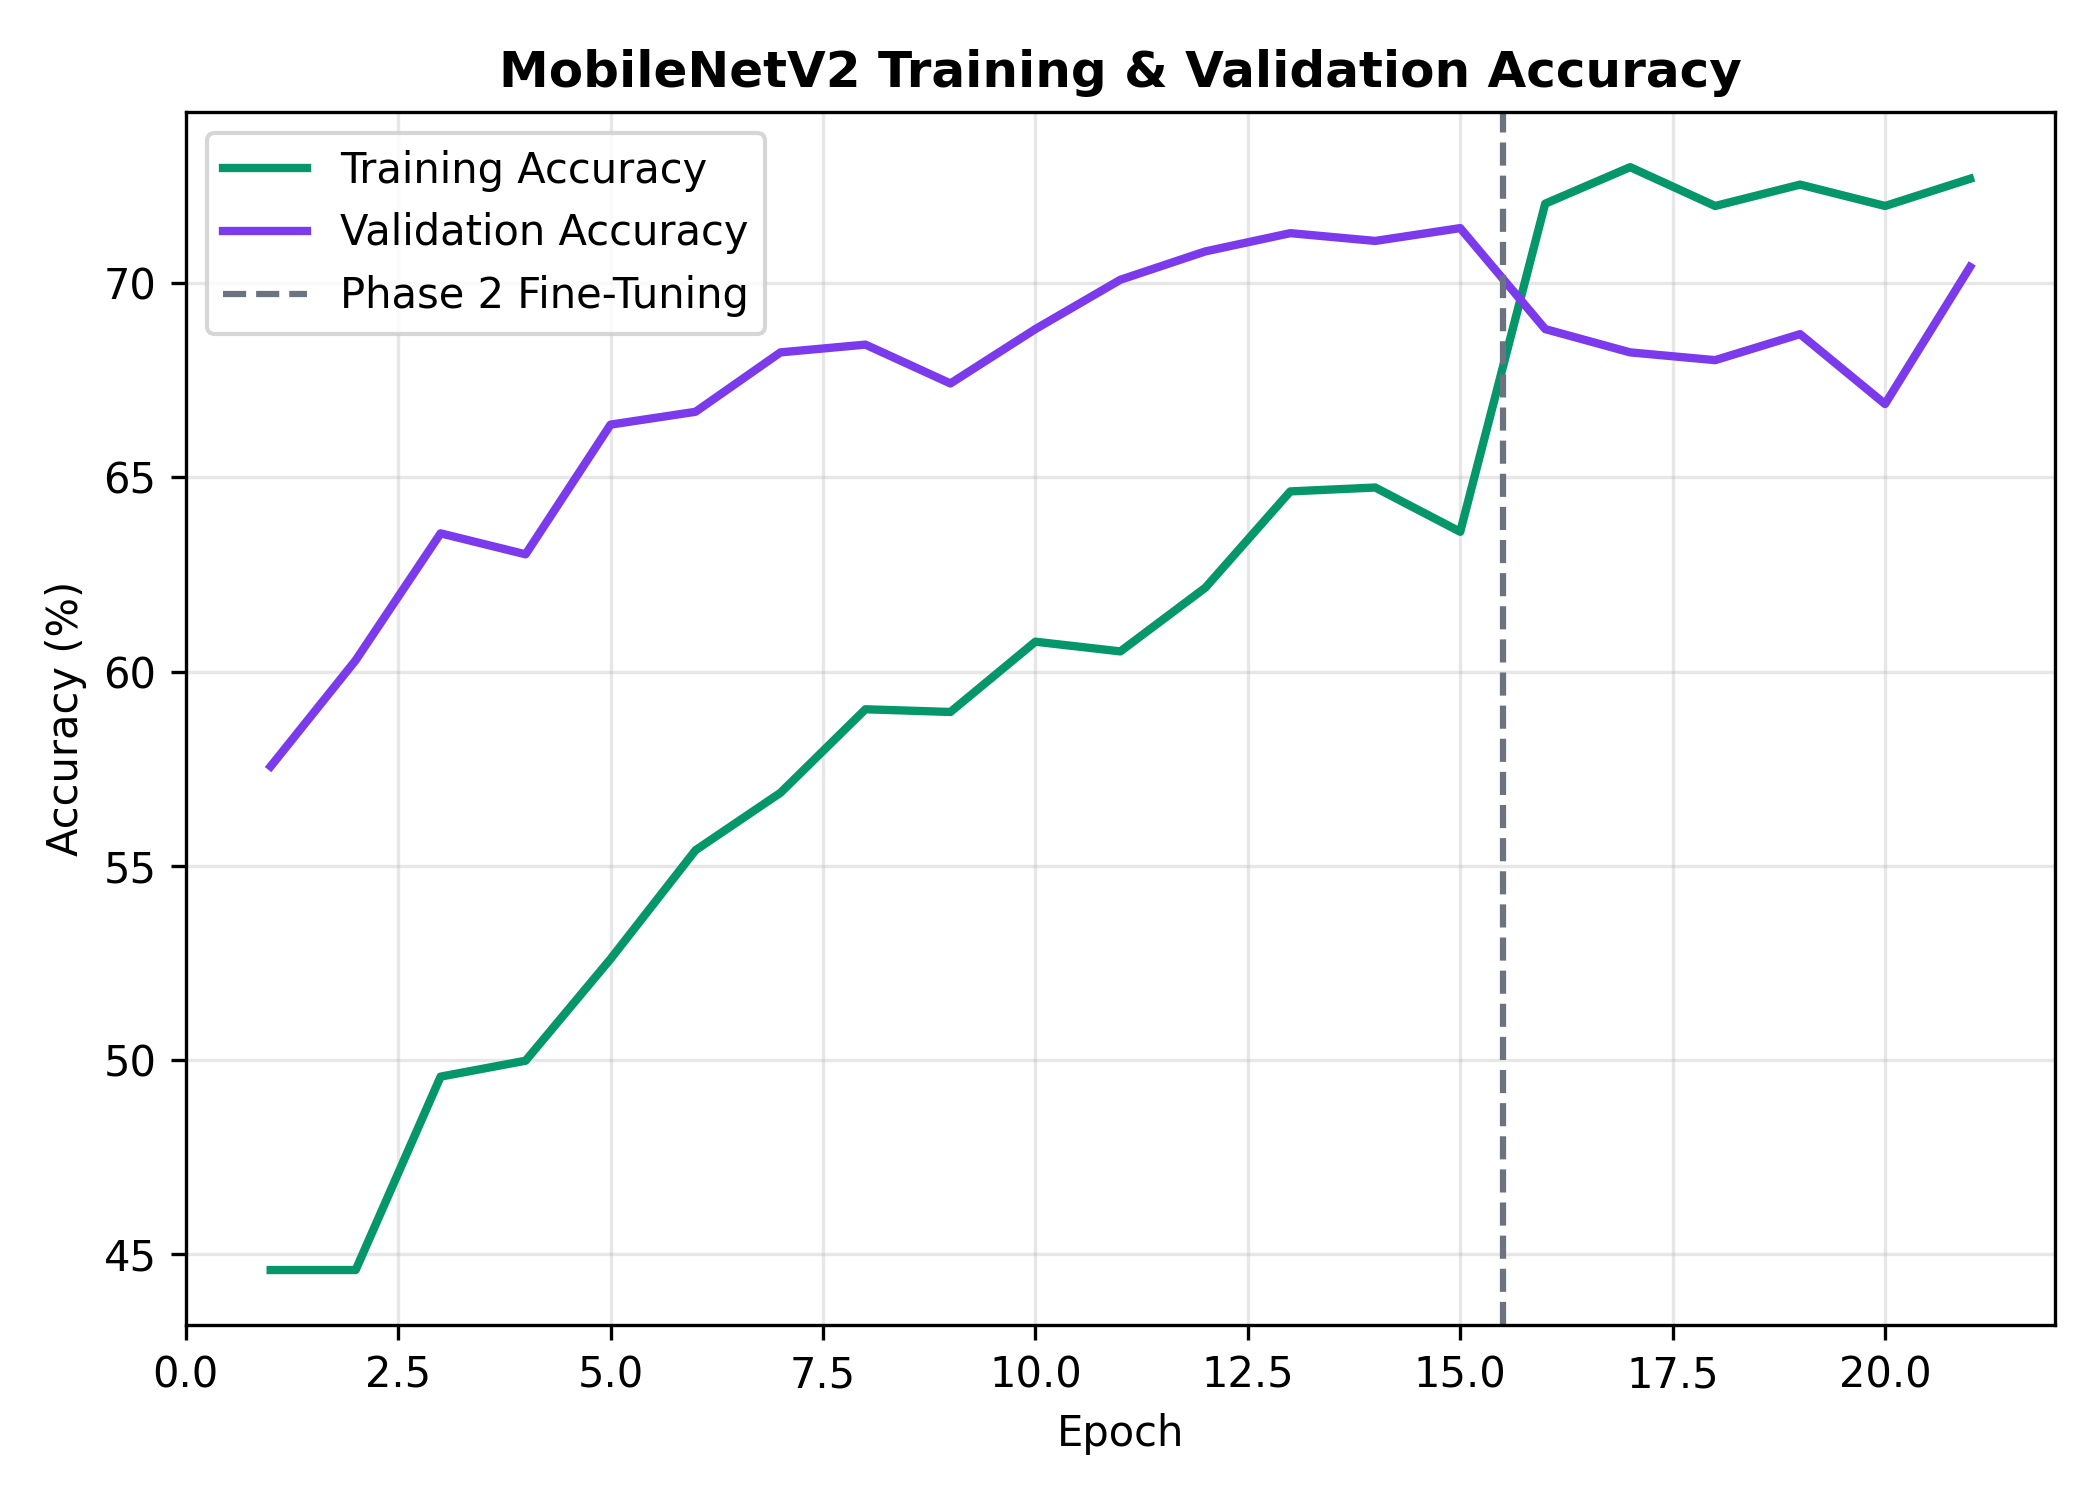 MobileNetV2 Training & Validation Accuracy
Training Accuracy
Validation Accuracy
Phase 2 Fine-Tuning
70
65
60
55
50
45
Accuracy (%)
0.0 2.5 5.0 7.5 10.0 12.5 15.0 17.5 20.0
Epoch